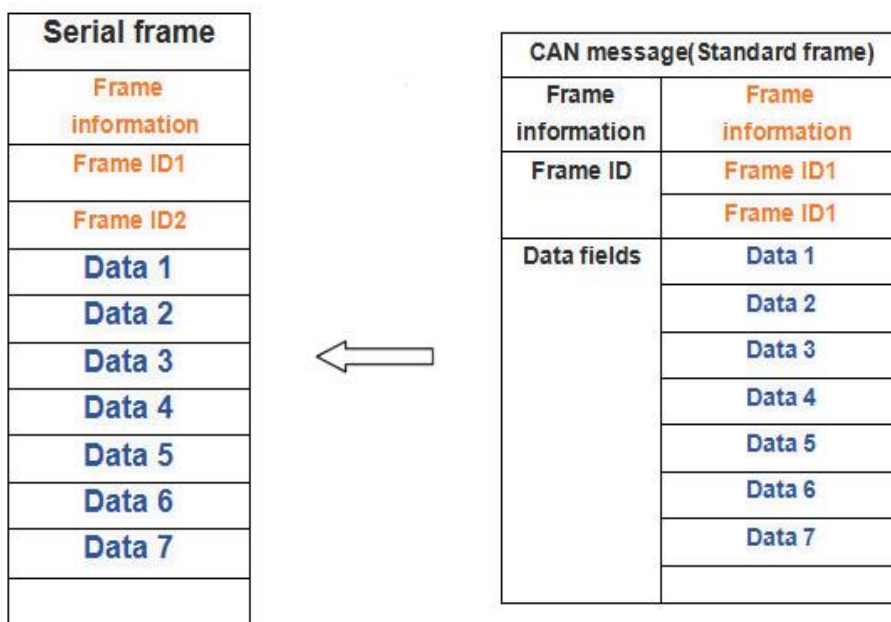 Serial frame
Frame
information
Frame ID1
Frame ID2
Data 1
Data 2
Data 3
Data 4
Data 5
Data 6
Data 7
CAN message(Standard frame)
Frame
information
Frame
information
Frame ID
Frame ID1
Frame ID1
Data fields
Data 1
Data 2
Data 3
Data 4
Data 5
Data 6
Data 7